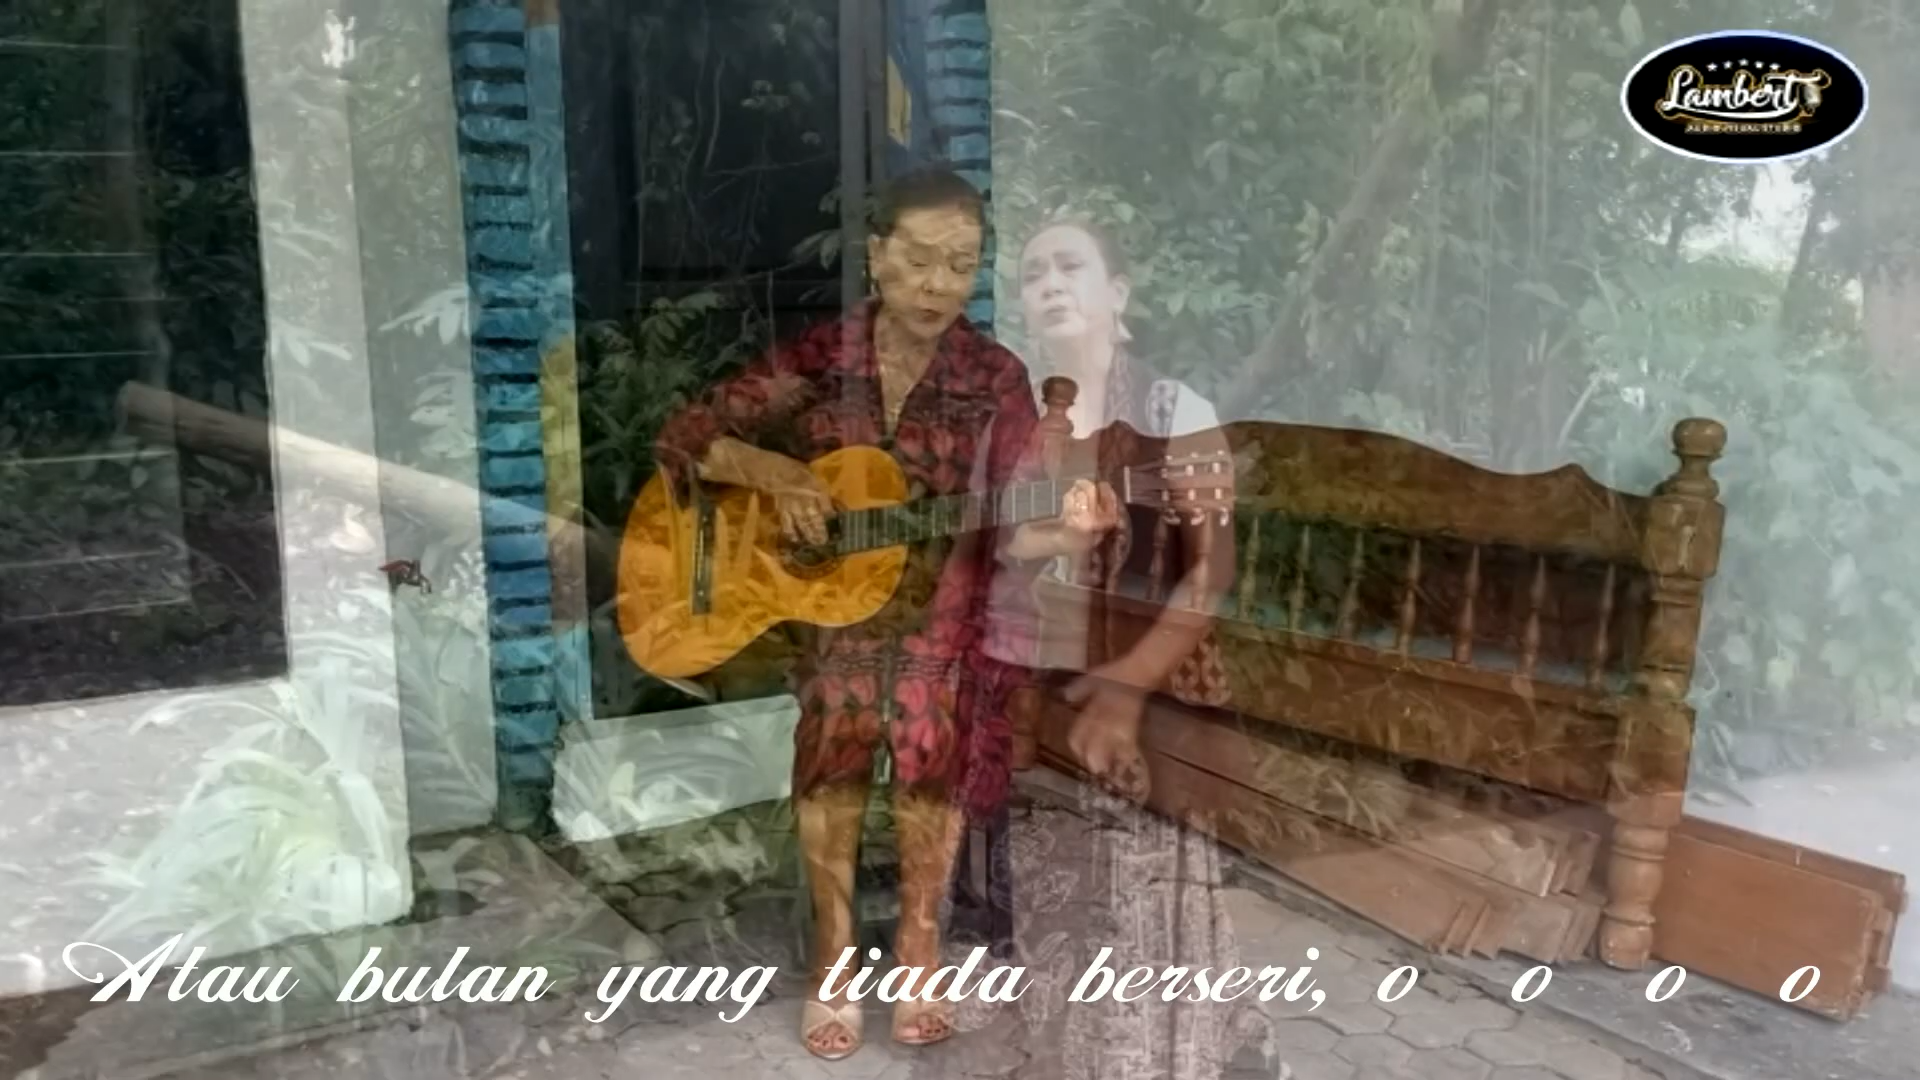 Lambert
Atau bulan yang tiada berseri, o o o o